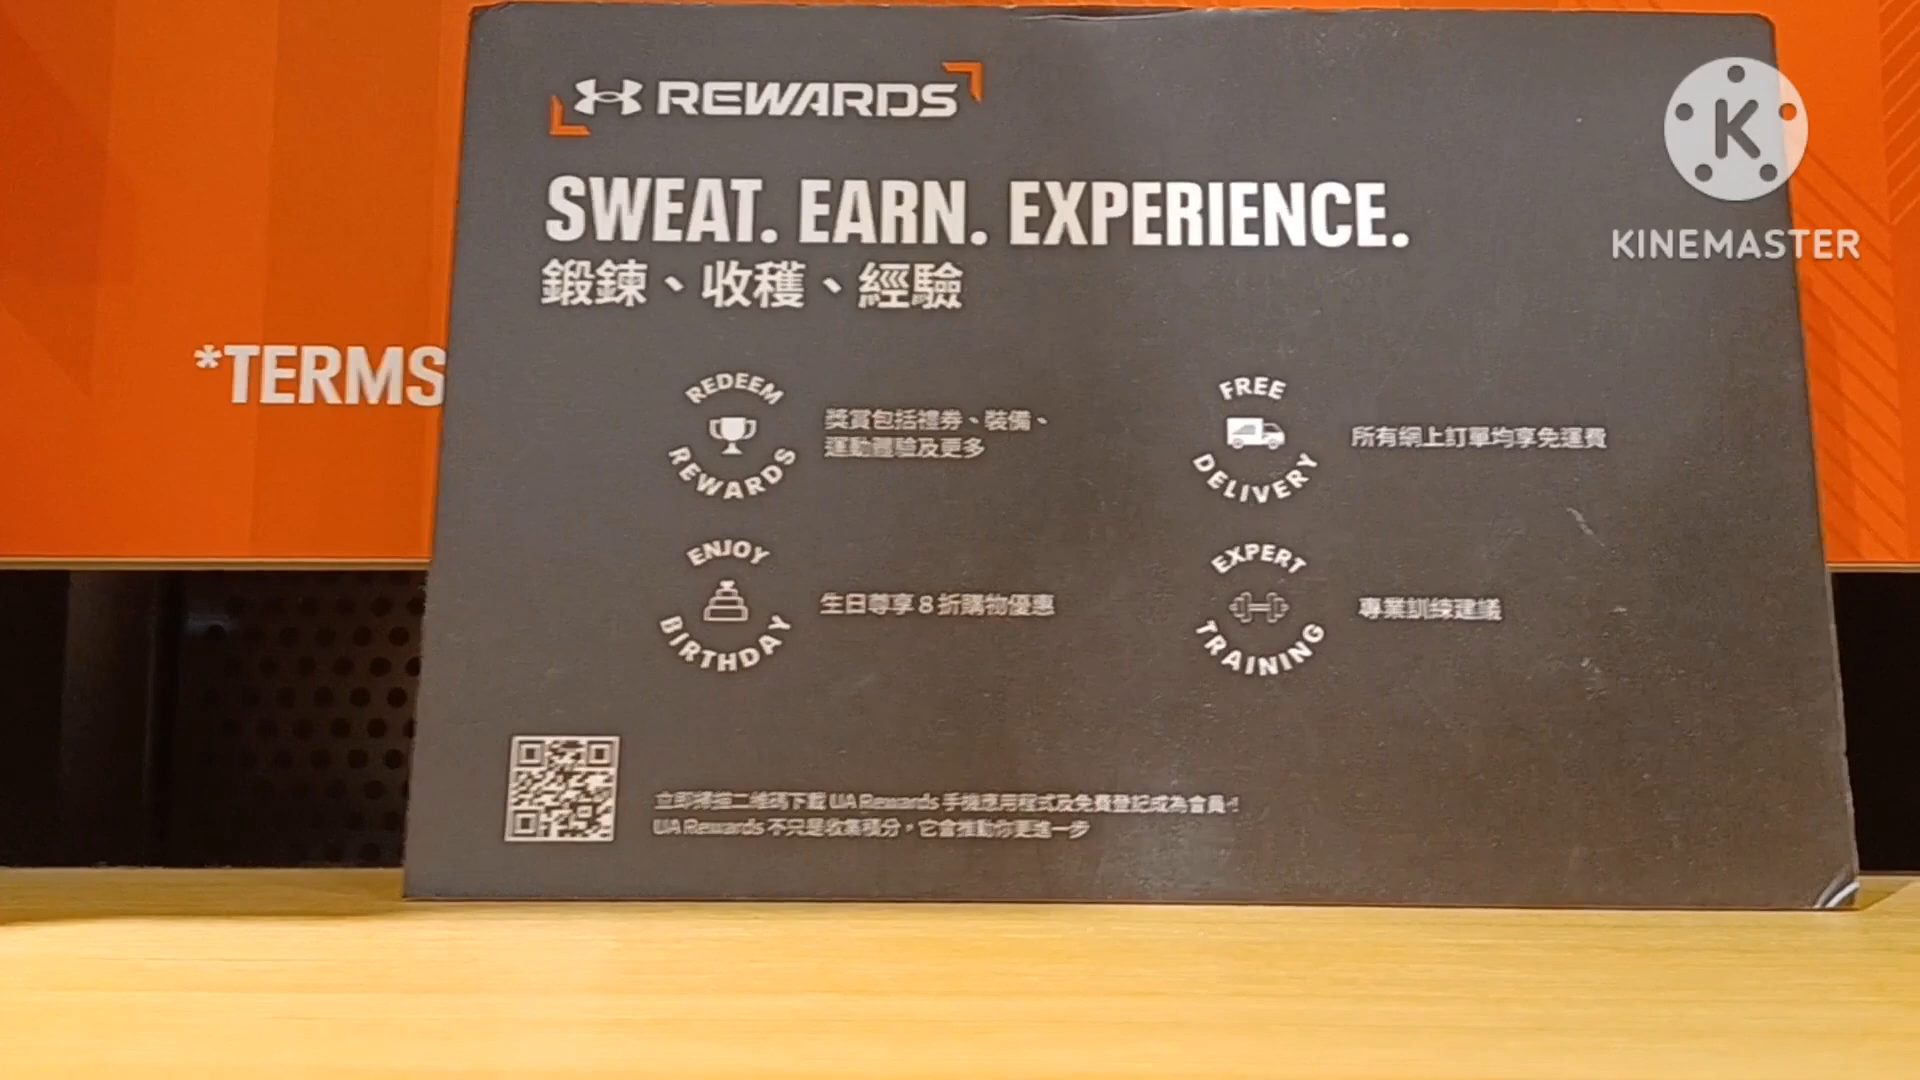 REWARDS
SWEAT. EARN. EXPERIENCE.
鍛鍊、收穫、經驗
*TERMS
REDEEM REWARDS
獎賞包括禮券、裝備、
運動體驗及更多
FREE DELIVERY
所有網上訂單均享免運費
ENJOY BIRTHDAY
生日尊享8折購物優惠
EXPERT TRAINING
專業訓練建議
立即掃描二維碼下載 UA Rewards 手機應用程式及免費登記成為會員！
UA Rewards 不只是收集積分，它會推動你更進一步
K
KINEMASTER